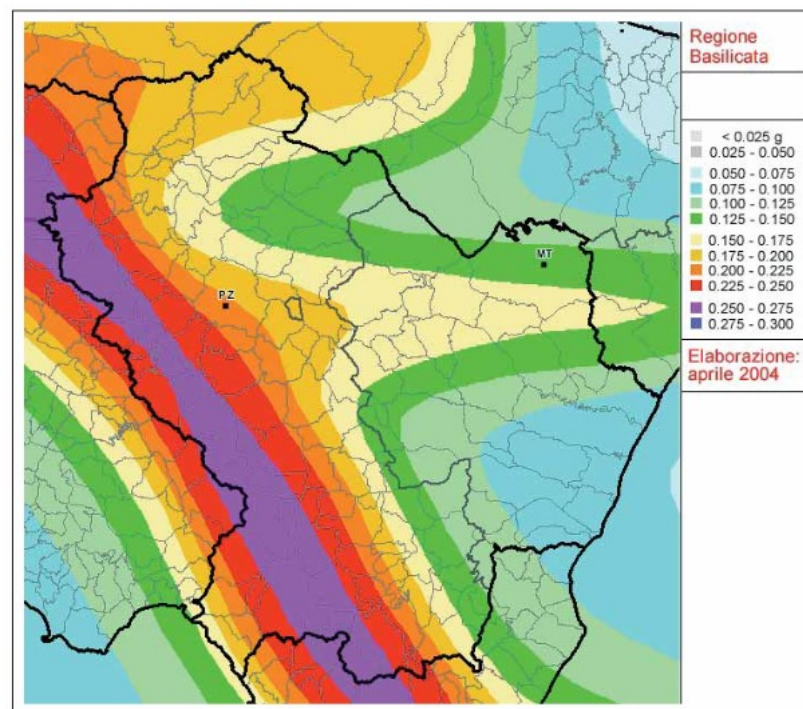 Regione
Basilicata
< 0.025 g
0.025 - 0.050
0.050 - 0.075
0.075 - 0.100
0.100 - 0.125
0.125 - 0.150
0.150 - 0.175
0.175 - 0.200
0.200 - 0.225
0.225 - 0.250
0.250 - 0.275
0.275 - 0.300
Elaborazione:
aprile 2004
MT
PZ